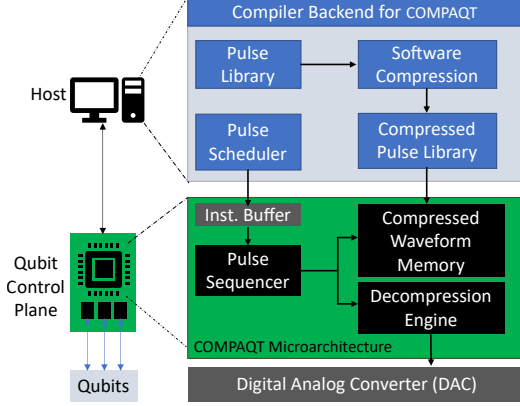 Compiler Backend for COMPAQT
Pulse
Library
Software
Compression
Host
Pulse
Scheduler
Compressed
Pulse Library
Inst. Buffer
Compressed
Waveform
Memory
Pulse
Sequencer
Qubit
Control
Plane
Decompression
Engine
COMPAQT Microarchitecture
Qubits
Digital Analog Converter (DAC)